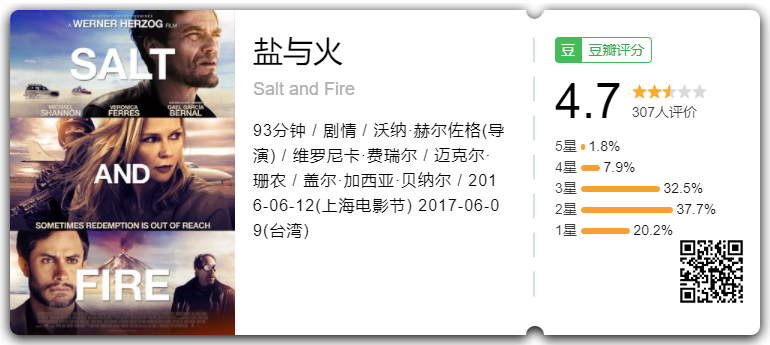 A WERNER HERZOG FILM
SALT
MICHAEL SHANNON
VERONICA FERRES
GAEL GARCÍA BERNAL
AND
SOMETIMES REDEMPTION IS OUT OF REACH
FIRE
盐与火
Salt and Fire
93分钟 / 剧情 / 沃纳·赫尔佐格(导
演) / 维罗尼卡·费瑞尔 / 迈克尔·
珊农 / 盖尔·加西亚·贝纳尔 / 201
6-06-12(上海电影节) 2017-06-0
9(台湾)
豆 豆瓣评分
4.7
307人评价
5星 1.8%
4星 7.9%
3星 32.5%
2星 37.7%
1星 20.2%